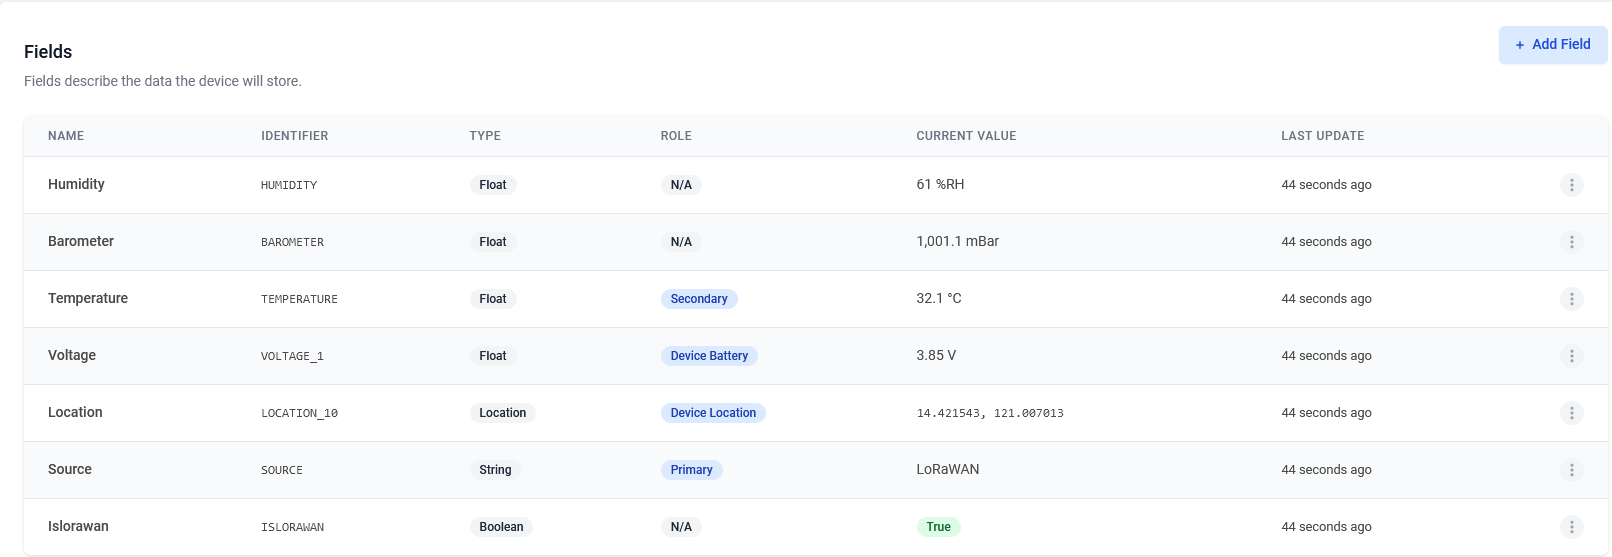 Fields
+ Add Field
Fields describe the data the device will store.
NAME IDENTIFIER TYPE ROLE CURRENT VALUE LAST UPDATE
Humidity HUMIDITY Float N/A 61 %RH 44 seconds ago
Barometer BAROMETER Float N/A 1,001.1 mBar 44 seconds ago
Temperature TEMPERATURE Float Secondary 32.1 °C 44 seconds ago
Voltage VOLTAGE_1 Float Device Battery 3.85 V 44 seconds ago
Location LOCATION_10 Location Device Location 14.421543, 121.007013 44 seconds ago
Source SOURCE String Primary LoRaWAN 44 seconds ago
Islorawan ISLORAWAN Boolean N/A True 44 seconds ago